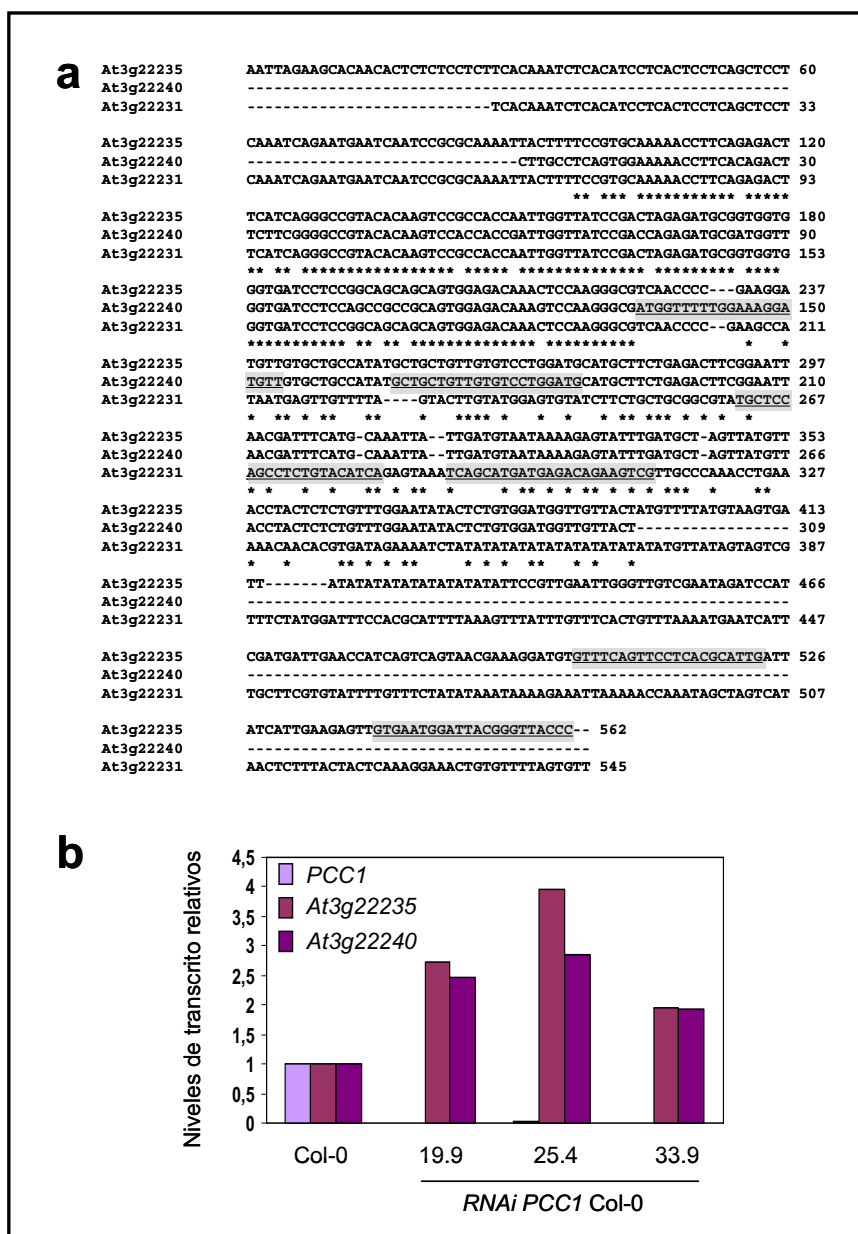 a
At3g22235 AATTAGAAGCACAACACTCTCTCCTCTTCACAAATCTCACATCCTCACTCCTCAGCTCCT 60
At3g22240 ------------------------------------------------------------
At3g22231 ---------------------------TCACAAATCTCACATCCTCACTCCTCAGCTCCT 33
At3g22235 CAAATCAGAATGAATCAATCCGCGCAAAATTACTTTTCCGTGCAAAAACCTTCAGAGACT 120
At3g22240 ------------------------------CTTGCCTCAGTGGAAAAACCTTCACAGACT 30
At3g22231 CAAATCAGAATGAATCAATCCGCGCAAAATTACTTTTCCGTGCAAAAACCTTCAGAGACT 93
** ** *********** *****
At3g22235 TCATCAGGGCCGTACACAAGTCCGCCACCAATTGGTTATCCGACTAGAGATGCGGTGGTG 180
At3g22240 TCTTCGGGGCCGTACACAAGTCCACCACCGATTGGTTATCCGACCAGAGATGCGATGGTT 90
At3g22231 TCATCAGGGCCGTACACAAGTCCGCCACCAATTGGTTATCCGACTAGAGATGCGGTGGTG 153
** ** ***************** ***** ************** ********* ****
At3g22235 GGTGATCCTCCGGCAGCAGCAGTGGAGACAAACTCCAAGGGCGTCAACCCC---GAAGGA 237
At3g22240 GGTGATCCTCCAGCCGCCGCAGTGGAGACAAAGTCCAAGGGCGATGGTTTTTGGAAAGGA 150
At3g22231 GGTGATCCTCCGGCAGCAGCAGTGGAGACAAACTCCAAGGGCGTCAACCCC---GAAGCCA 211
*********** ** ** ************** ********** * *
At3g22235 TGTTGTGCTGCCATATGCTGCTGTTGTGTCCTGGATGCATGCTTCTGAGACTTCGGAATT 297
At3g22240 TGTTGTGCTGCCATATGCTGCTGTTGTGTCCTGGATGCATGCTTCTGAGACTTCGGAATT 210
At3g22231 TAATGAGTTGTTTTA----GTACTTGTATGGAGTGTATCTTCTGCTGCGGCGTATGCTCC 267
* ** * ** ** * **** * * * * ** *** * * * *
At3g22235 AACGATTTCATG-CAAATTA--TTGATGTAATAAAAGAGTATTTGATGCT-AGTTATGTT 353
At3g22240 AACGATTTCATG-CAAATTA--TTGATGTAATAAAAGAGTATTTGATGCT-AGTTATGTT 266
At3g22231 AGCCTCTGTACATCAGAGTAAATCAGCATGATGAGACAGAAGTCGTTGCCCAAACCTGAA 327
* * * * ** * ** * * ** * * ** * * * *** * **
At3g22235 ACCTACTCTCTGTTTGGAATATACTCTGTGGATGGTTGTTACTATGTTTTATGTAAGTGA 413
At3g22240 ACCTACTCTCTGTTTGGAATATACTCTGTGGATGGTTGTTACT----------------- 309
At3g22231 AAACAACACGTGATAGAAAATCTATATATATATATATATATATATATGTTATAGTAGTCG 387
* * ** * * ** * * * ** * * *
At3g22235 TT-------ATATATATATATATATATATATTCCGTTGAATTGGGTTGTCGAATAGATCCAT 466
At3g22240 ------------------------------------------------------------
At3g22231 TTTCTATGGATTTCCACGCATTTTAAAGTTTATTTGTTTCACTGTTTAAAATGAATCATT 447
At3g22235 CGATGATTGAACCATCAGTCAGTAACGAAAGGATGTGTTTCAGTTCCTCACGCATTGATT 526
At3g22240 ------------------------------------------------------------
At3g22231 TGCTTCGTGTATTTTGTTTCTATATAAATAAAAGAAATTAAAAACCAAATAGCTAGTCAT 507
At3g22235 ATCATTGAAGAGTTGTGAATGGATTACGGGTTACCC-- 562
At3g22240 --------------------------------------
At3g22231 AACTCTTTACTACTCAAAGGAAACTGTGTTTTAGTGTT 545
b
Niveles de transcrito relativos
4,5
4
3,5
3
2,5
2
1,5
1
0,5
0
PCC1
At3g22235
At3g22240
Col-0 19.9 25.4 33.9
RNAi PCC1 Col-0